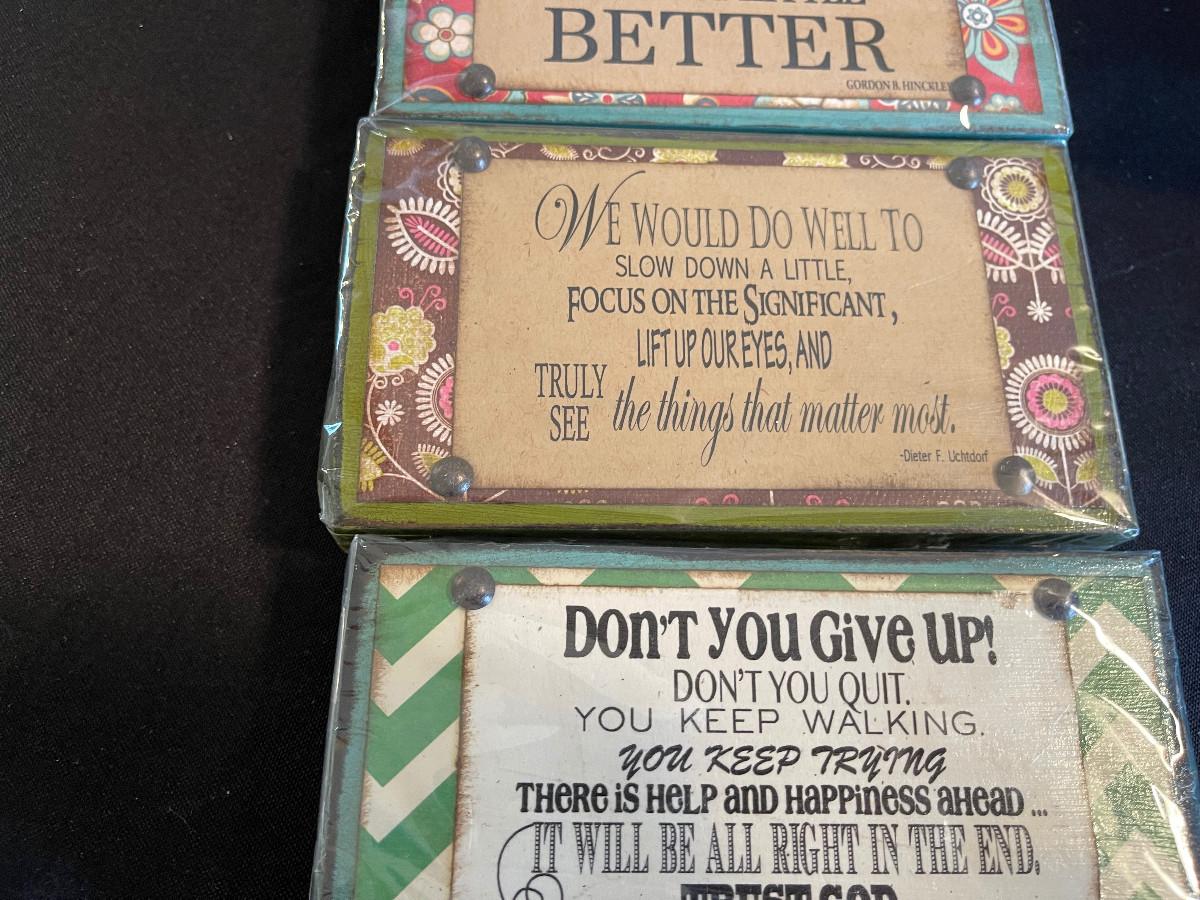 BETTER
GORDON B. HINCKLEY
WE WOULD DO WELL TO
SLOW DOWN A LITTLE,
FOCUS ON THE SIGNIFICANT,
LIFT UP OUR EYES, AND
TRULY SEE the things that matter most.
-Dieter F. Uchtdorf
DON'T YOU GiVE UP!
DON'T YOU QUIT.
YOU KEEP WALKING.
YOU KEEP TRYING
THERE iS HELP AND HAPPiNESS AHEAD...
IT WILL BE ALL RIGHT IN THE END.
TRUST GOD